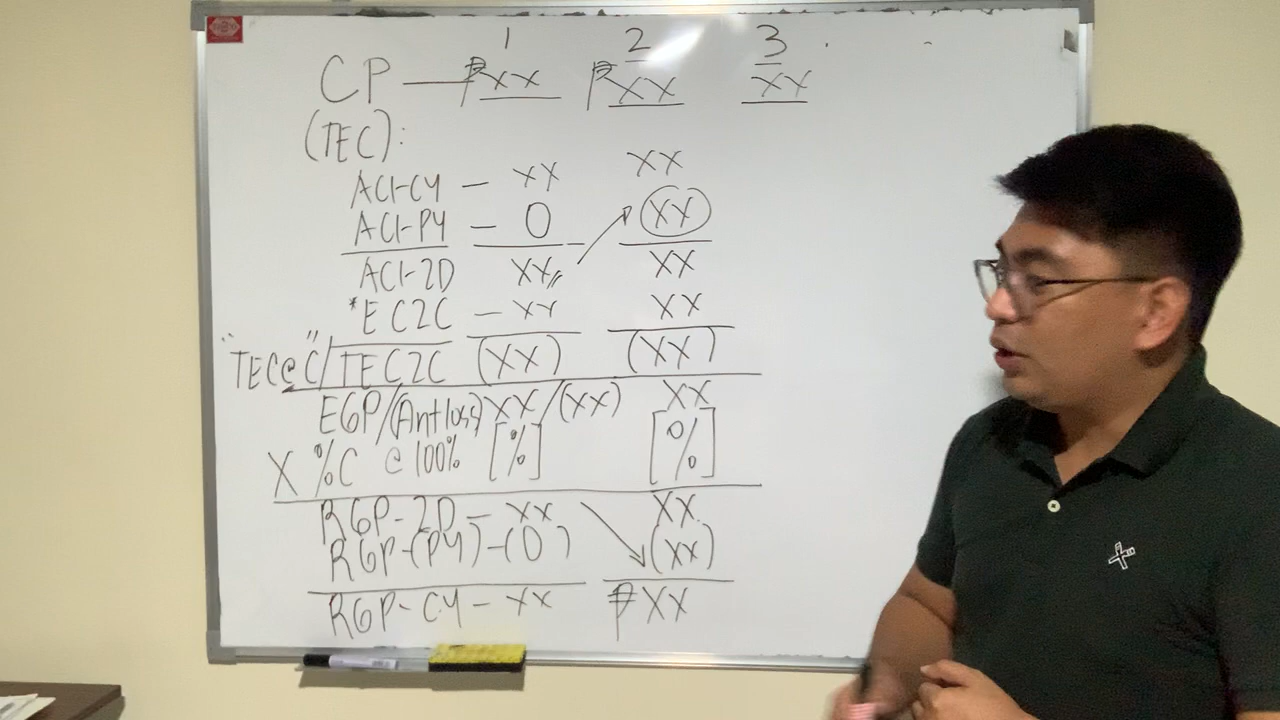 1 2 3
CP — ₱XX ₱XX XX
(TEC):
ACI-CY — XX XX
ACI-PY — 0 XX
ACI-2D XX XX
*EC2C — XX XX
"TEC@C"/TEC2C (XX) (XX)
EGP/(Ant loss) XX/(XX) XX
X %C @ 100% [%] [%]
RGP-2D — XX XX
RGP-(PY)-(0) (XX)
RGP-CY — XX ₱XX